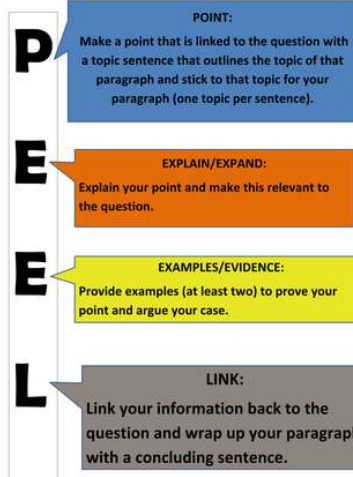 P
POINT:
Make a point that is linked to the question with
a topic sentence that outlines the topic of that
paragraph and stick to that topic for your
paragraph (one topic per sentence).
E
EXPLAIN/EXPAND:
Explain your point and make this relevant to
the question.
E
EXAMPLES/EVIDENCE:
Provide examples (at least two) to prove your
point and argue your case.
L
LINK:
Link your information back to the
question and wrap up your paragraph
with a concluding sentence.